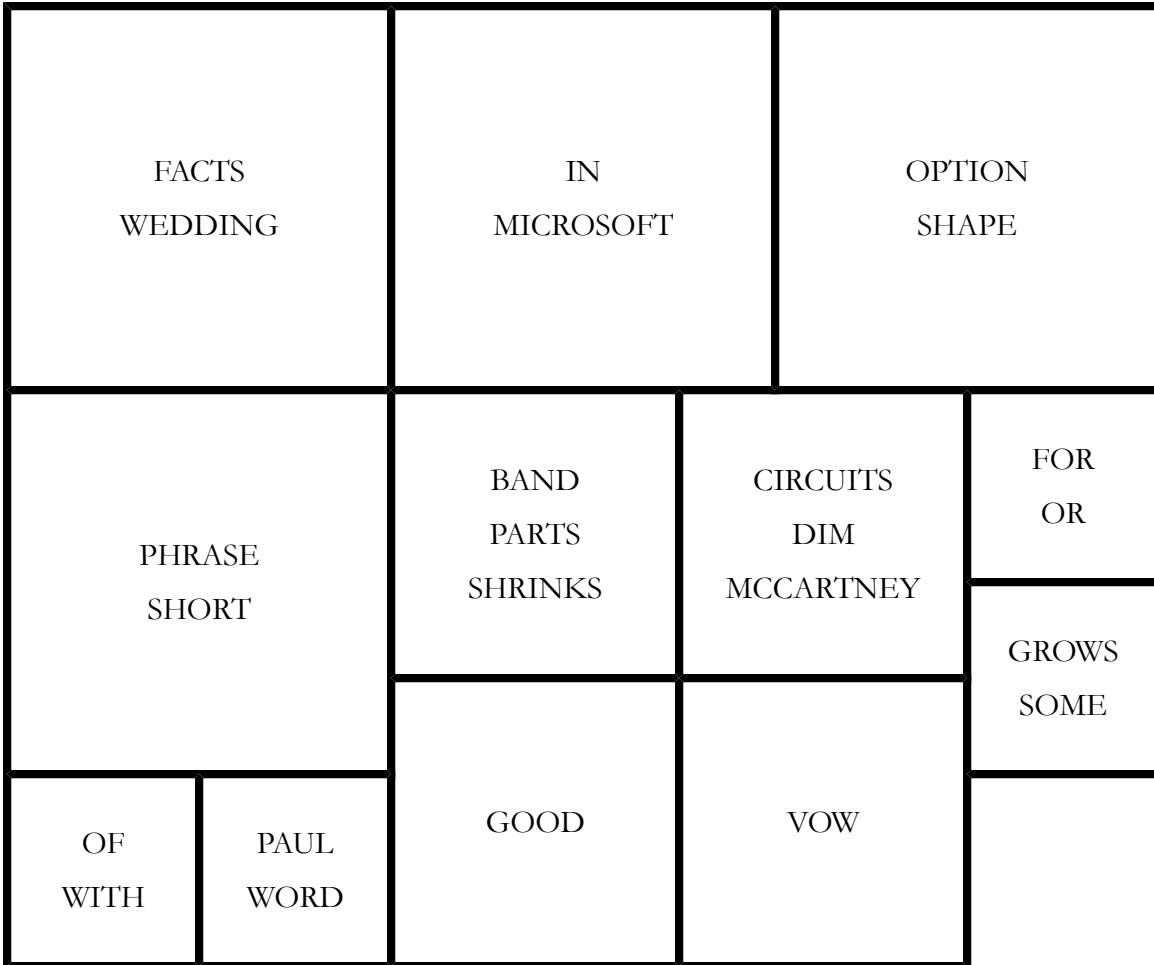 FACTS
WEDDING
IN
MICROSOFT
OPTION
SHAPE
PHRASE
SHORT
BAND
PARTS
SHRINKS
CIRCUITS
DIM
MCCARTNEY
FOR
OR
GROWS
SOME
OF
WITH
PAUL
WORD
GOOD
VOW